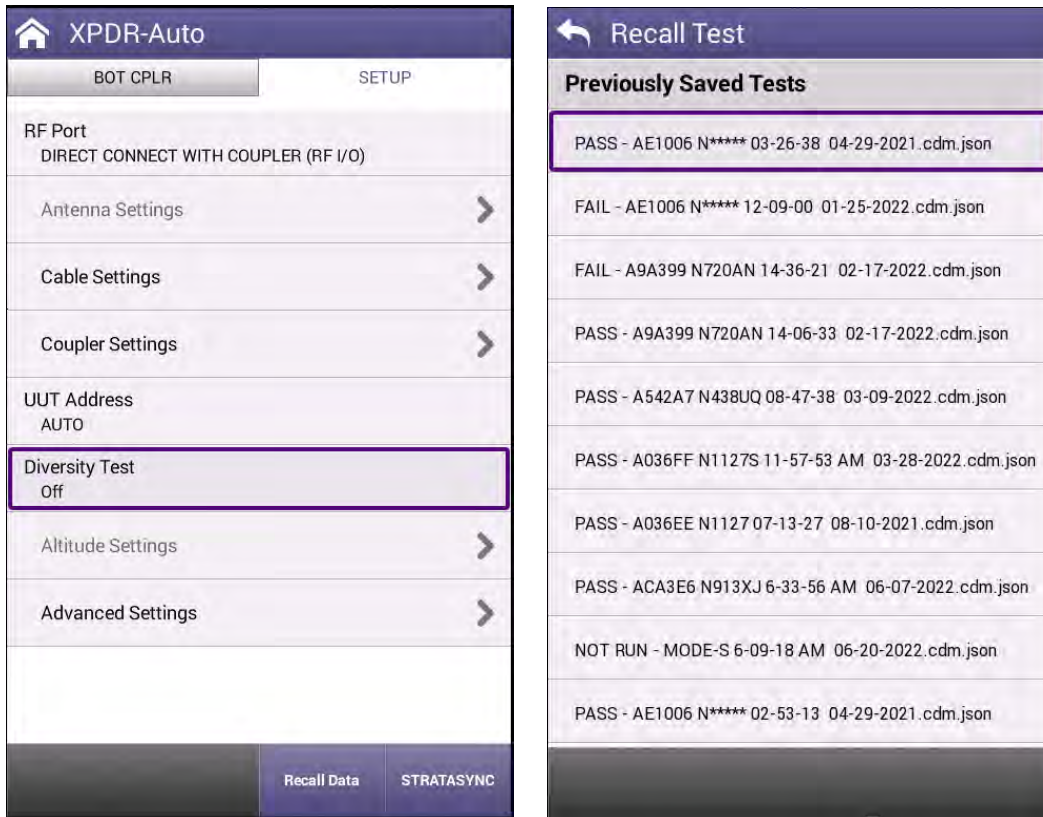 XPDR-Auto
BOT CPLR
SETUP
RF Port
DIRECT CONNECT WITH COUPLER (RF I/O)
Antenna Settings
Cable Settings
Coupler Settings
UUT Address
AUTO
Diversity Test
Off
Altitude Settings
Advanced Settings
Recall Data
STRATASYNC
Recall Test
Previously Saved Tests
PASS - AE1006 N***** 03-26-38 04-29-2021.cdm.json
FAIL - AE1006 N***** 12-09-00 01-25-2022.cdm.json
FAIL - A9A399 N720AN 14-36-21 02-17-2022.cdm.json
PASS - A9A399 N720AN 14-06-33 02-17-2022.cdm.json
PASS - A542A7 N438UQ 08-47-38 03-09-2022.cdm.json
PASS - A036FF N1127S 11-57-53 AM 03-28-2022.cdm.json
PASS - A036EE N1127 07-13-27 08-10-2021.cdm.json
PASS - ACA3E6 N913XJ 6-33-56 AM 06-07-2022.cdm.json
NOT RUN - MODE-S 6-09-18 AM 06-20-2022.cdm.json
PASS - AE1006 N***** 02-53-13 04-29-2021.cdm.json